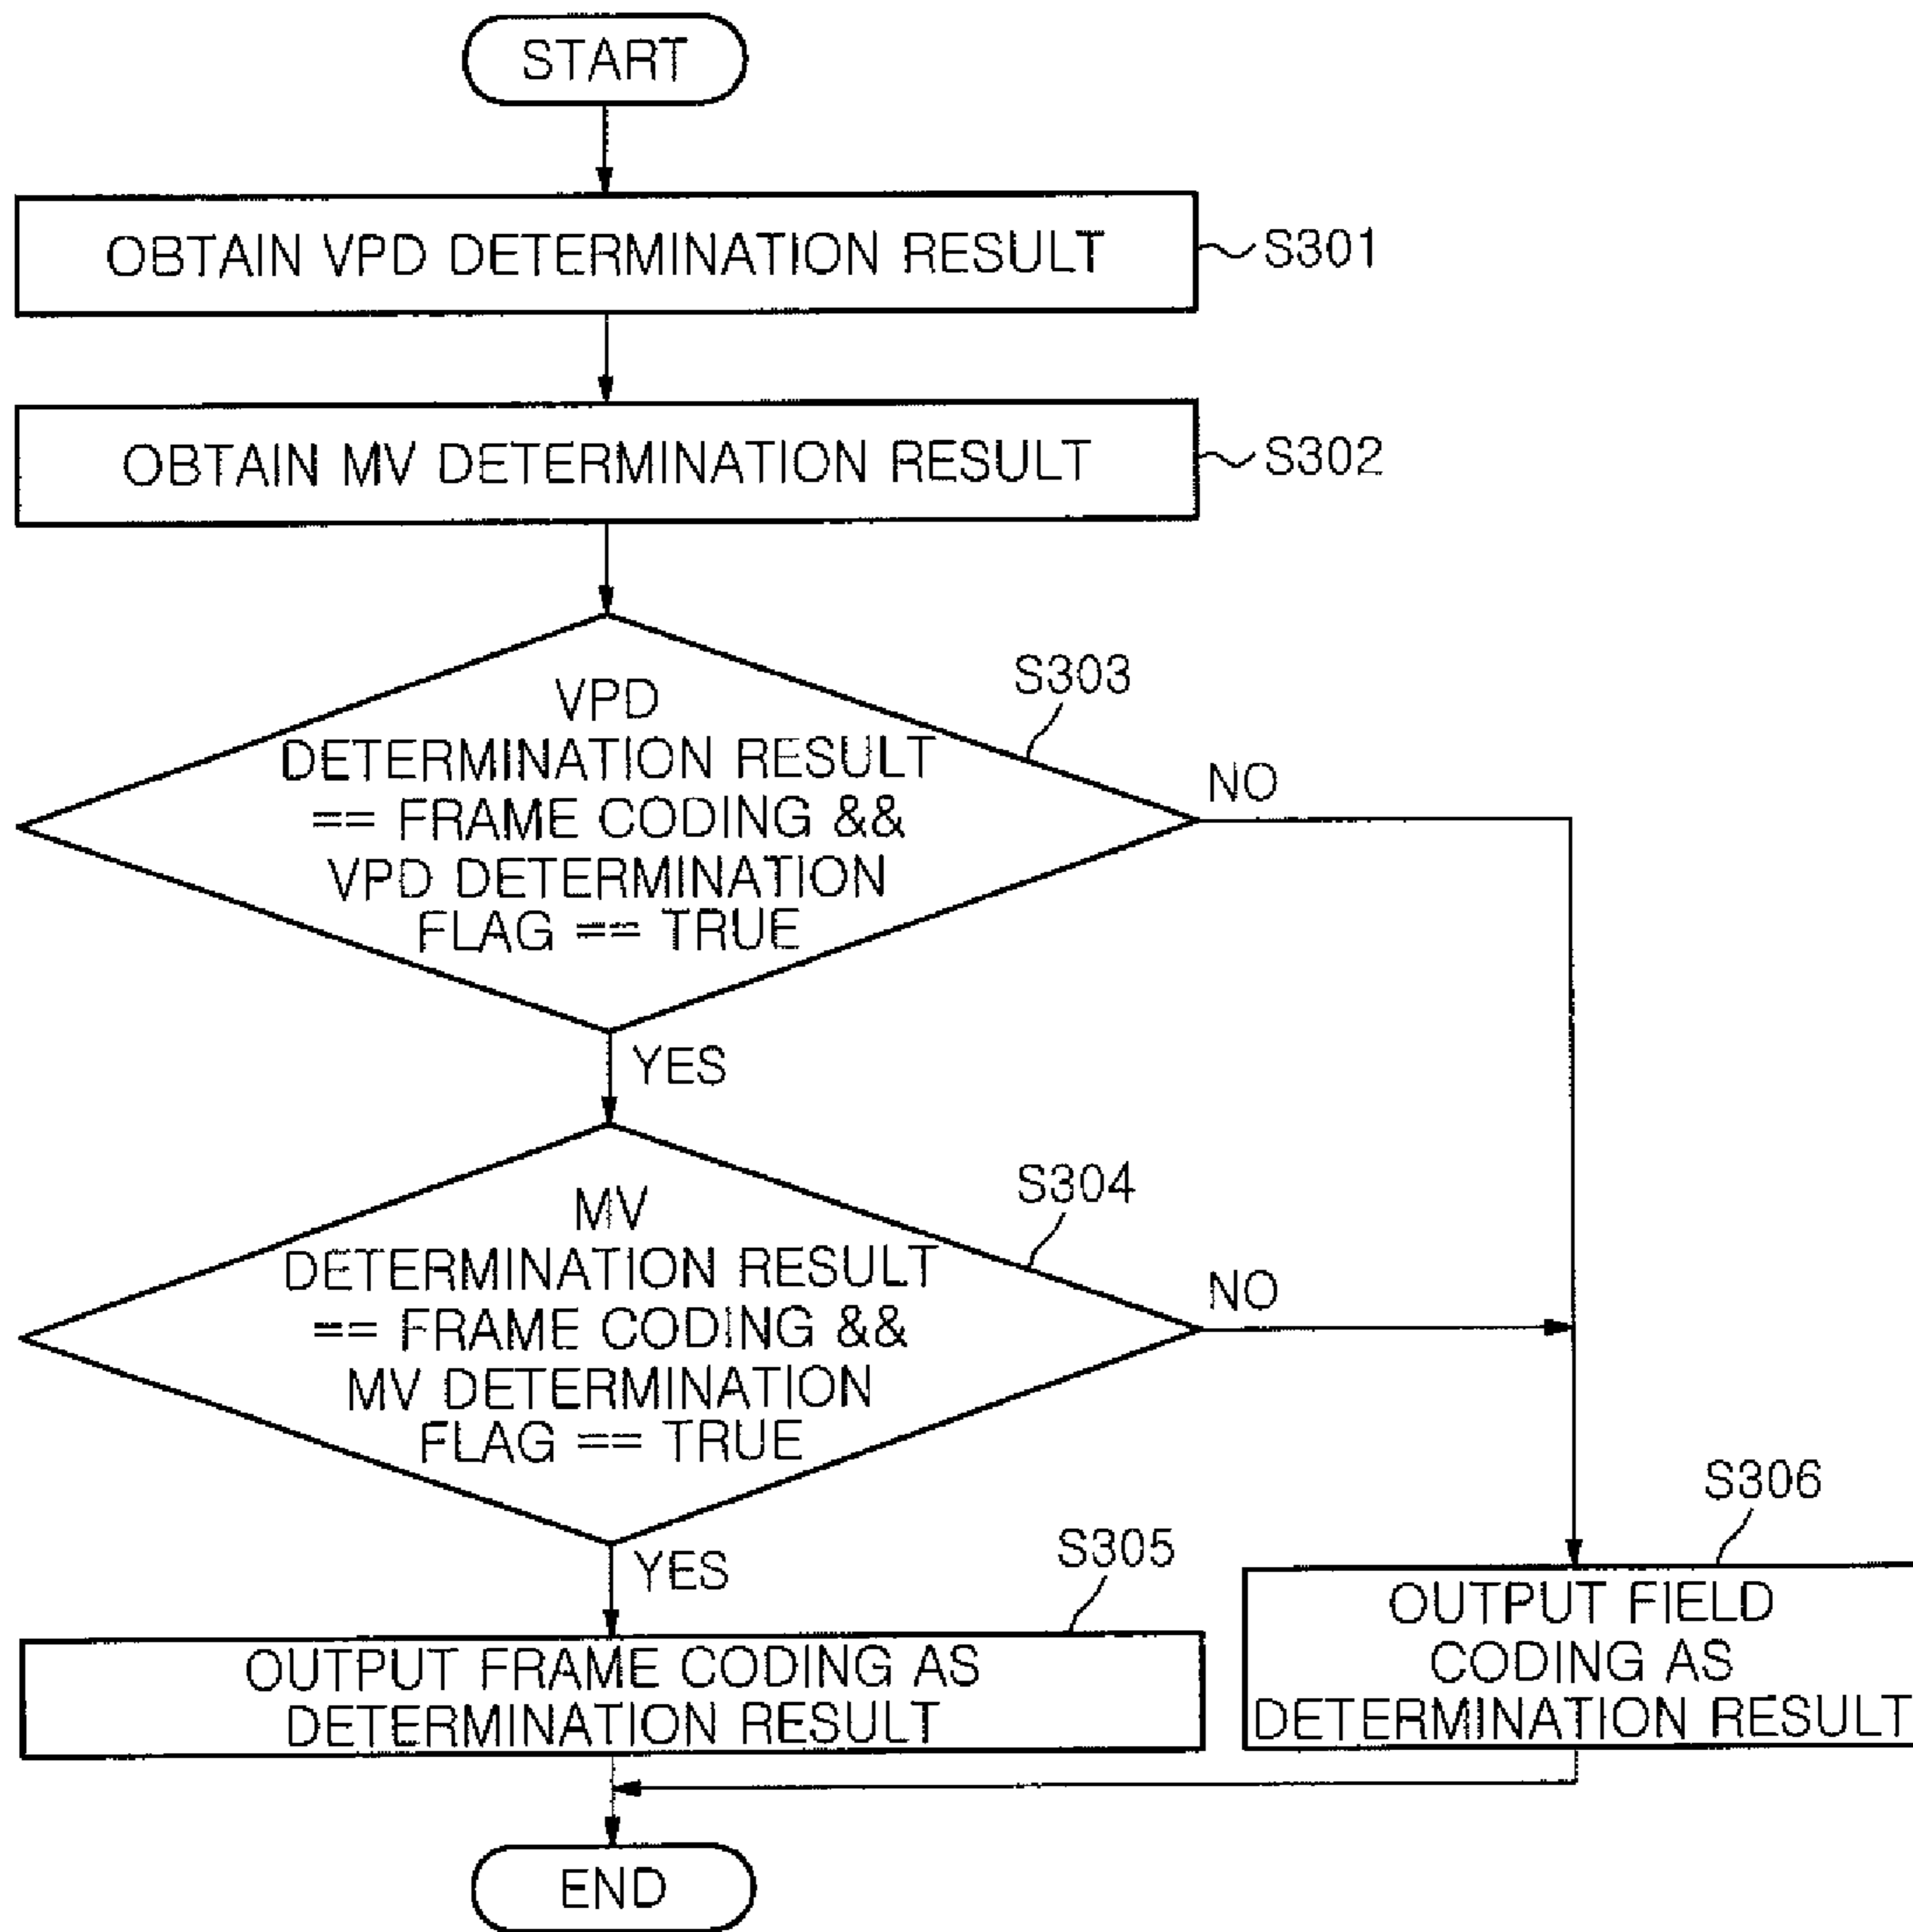 START
OBTAIN VPD DETERMINATION RESULT
S301
OBTAIN MV DETERMINATION RESULT
S302
VPD
DETERMINATION RESULT
== FRAME CODING &&
VPD DETERMINATION
FLAG == TRUE
S303
NO
YES
MV
DETERMINATION RESULT
== FRAME CODING &&
MV DETERMINATION
FLAG == TRUE
S304
NO
YES
S305
OUTPUT FRAME CODING AS
DETERMINATION RESULT
S306
OUTPUT FIELD
CODING AS
DETERMINATION RESULT
END